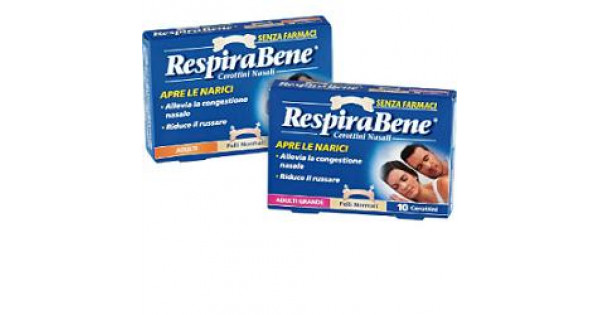 SENZA FARMACI
RespiraBene®
Cerottini Nasali
APRE LE NARICI
• Allevia la congestione
nasale
• Riduce il russare
ADULTI
Pelli Normali
SENZA FARMACI
RespiraBene®
Cerottini Nasali
APRE LE NARICI
• Allevia la congestione
nasale
• Riduce il russare
ADULTI GRANDE
Pelli Normali
10 Cerottini